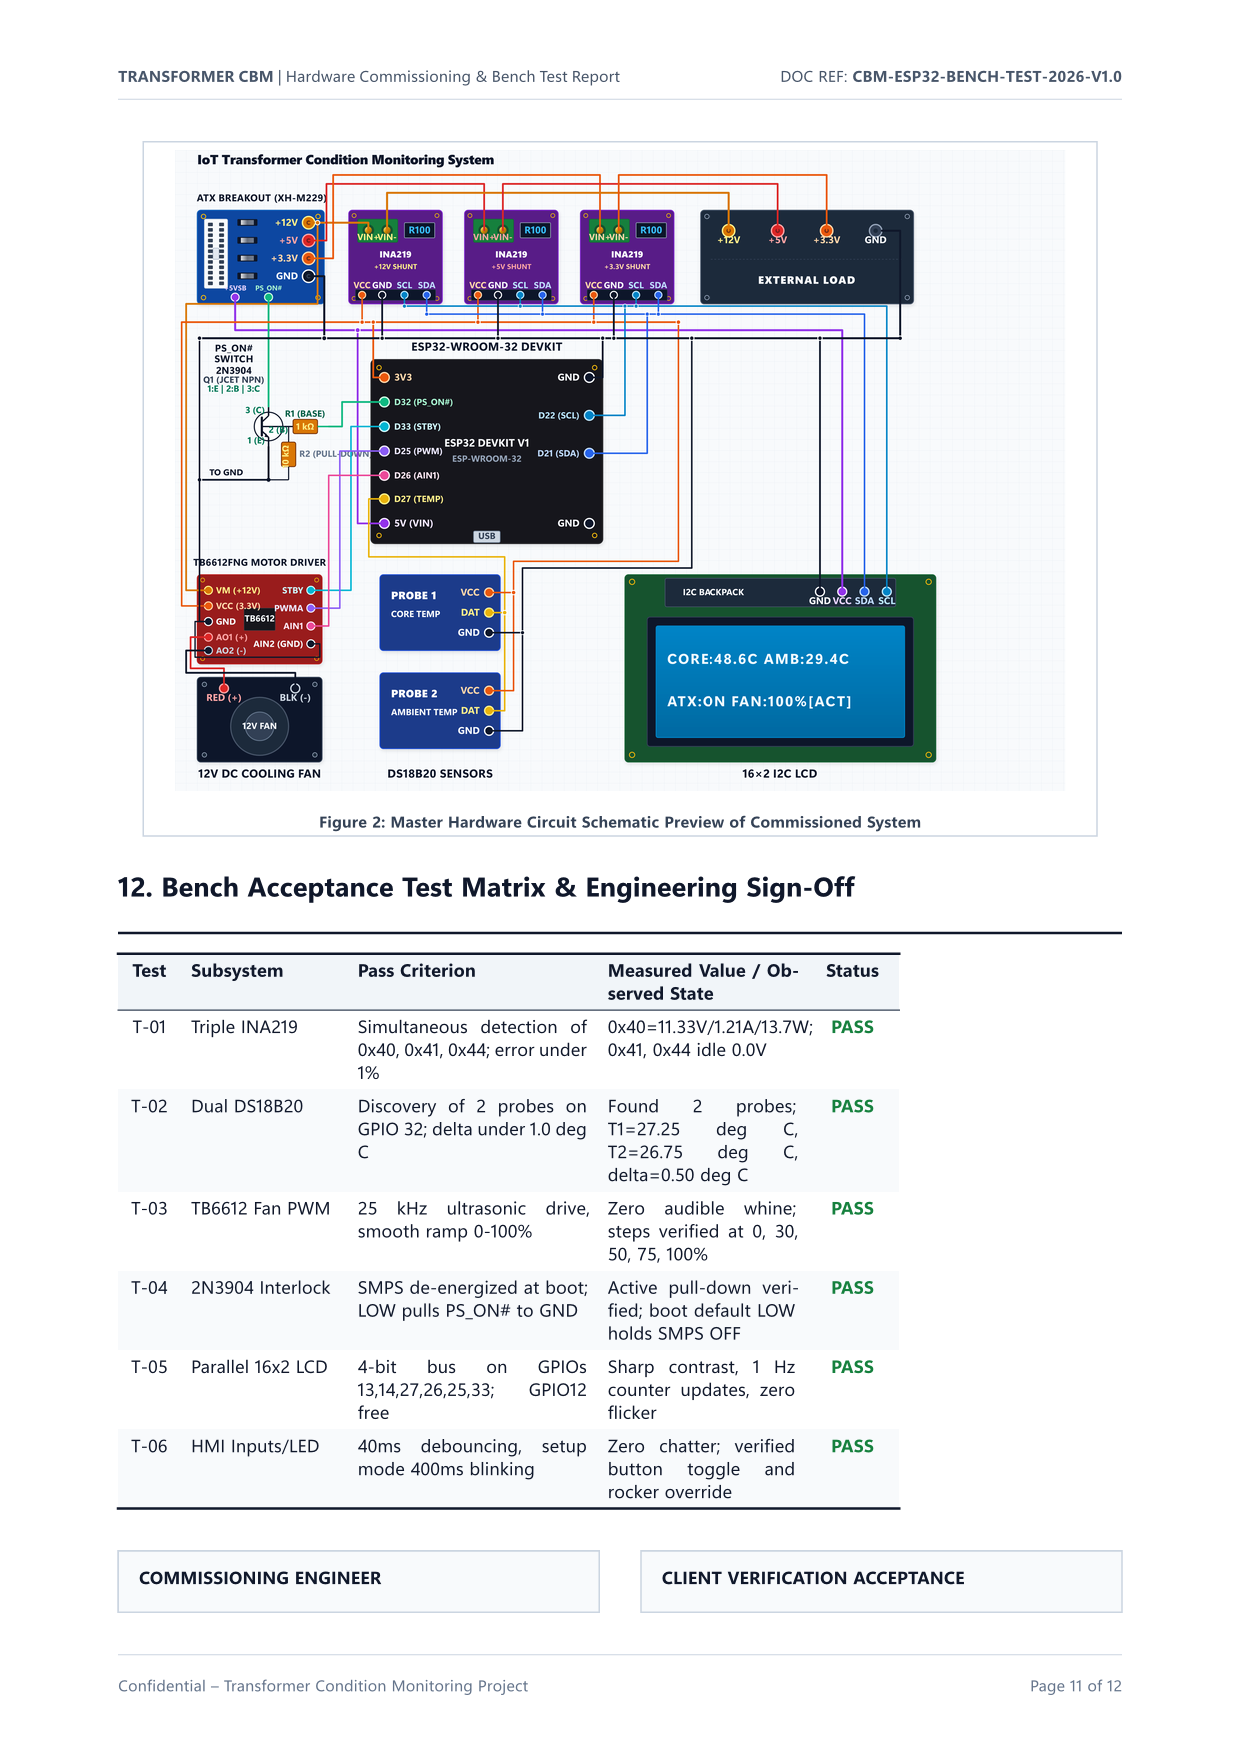 TRANSFORMER CBM | Hardware Commissioning & Bench Test Report
DOC REF: CBM-ESP32-BENCH-TEST-2026-V1.0
IoT Transformer Condition Monitoring System
ATX BREAKOUT (XH-M229)
+12V
+5V
+3.3V
GND
PS_ON#
VIN+ VIN-
R100
INA219
+12V SHUNT
VCC GND SCL SDA
VIN+ VIN-
R100
INA219
+5V SHUNT
VCC GND SCL SDA
VIN+ VIN-
R100
INA219
+3.3V SHUNT
VCC GND SCL SDA
+12V
+5V
+3.3V
GND
EXTERNAL LOAD
PS_ON#
SWITCH
2N3904
Q1 (JCET NPN)
1:E | 2:B | 3:C
3 (C)
1 (E)
R1 (BASE)
1 kΩ
R2 (PULL-DOWN)
TO GND
ESP32-WROOM-32 DEVKIT
3V3
D32 (PS_ON#)
D33 (STBY)
D25 (PWM)
D26 (AIN1)
D27 (TEMP)
5V (VIN)
ESP32 DEVKIT V1
ESP-WROOM-32
GND
D22 (SCL)
D21 (SDA)
GND
USB
TB6612FNG MOTOR DRIVER
VM (+12V)
VCC (3.3V)
GND
AO1 (+)
AO2 (-)
TB6612
STBY
PWMA
AIN1
AIN2 (GND)
RED (+)
BLK (-)
12V FAN
12V DC COOLING FAN
PROBE 1
CORE TEMP
VCC
DAT
GND
PROBE 2
AMBIENT TEMP
VCC
DAT
GND
DS18B20 SENSORS
I2C BACKPACK
GND VCC SDA SCL
CORE:48.6C AMB:29.4C
ATX:ON FAN:100%[ACT]
16×2 I2C LCD
Figure 2: Master Hardware Circuit Schematic Preview of Commissioned System
12. Bench Acceptance Test Matrix & Engineering Sign-Off
Test Subsystem Pass Criterion Measured Value / Ob-
served State Status
T-01 Triple INA219 Simultaneous detection of 0x40=11.33V/1.21A/13.7W; PASS
0x40, 0x41, 0x44; error under 0x41, 0x44 idle 0.0V
1%
T-02 Dual DS18B20 Discovery of 2 probes on Found 2 probes; PASS
GPIO 32; delta under 1.0 deg T1=27.25 deg C,
C T2=26.75 deg C,
delta=0.50 deg C
T-03 TB6612 Fan PWM 25 kHz ultrasonic drive, Zero audible whine; PASS
smooth ramp 0-100% steps verified at 0, 30,
50, 75, 100%
T-04 2N3904 Interlock SMPS de-energized at boot; Active pull-down veri- PASS
LOW pulls PS_ON# to GND fied; boot default LOW
holds SMPS OFF
T-05 Parallel 16x2 LCD 4-bit bus on GPIOs Sharp contrast, 1 Hz PASS
13,14,27,26,25,33; GPIO12 counter updates, zero
free flicker
T-06 HMI Inputs/LED 40ms debouncing, setup Zero chatter; verified PASS
mode 400ms blinking button toggle and
rocker override
COMMISSIONING ENGINEER
CLIENT VERIFICATION ACCEPTANCE
Confidential – Transformer Condition Monitoring Project
Page 11 of 12